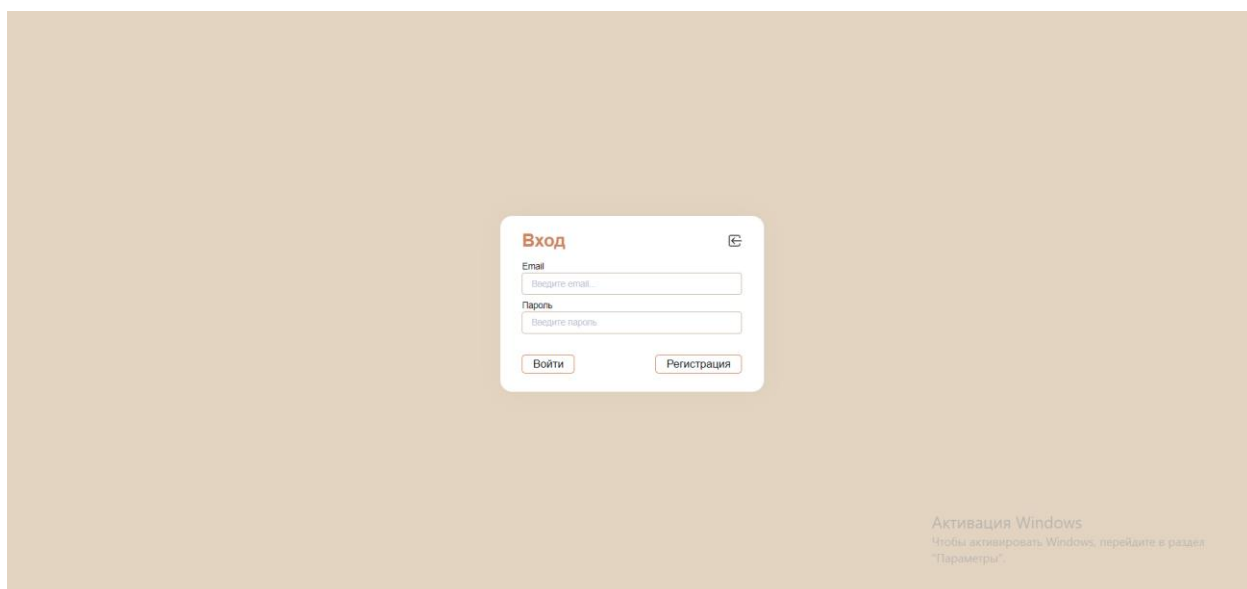 Вход
Email
Введите email...
Пароль
Введите пароль
Войти
Регистрация
Активация Windows
Чтобы активировать Windows, перейдите в раздел
"Параметры".